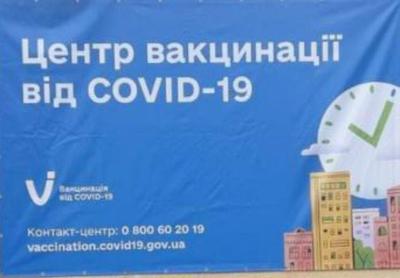 Центр вакцинації
від COVID-19
Вакцинація
від COVID-19
Контакт-центр: 0 800 60 20 19
vaccination.covid19.gov.ua